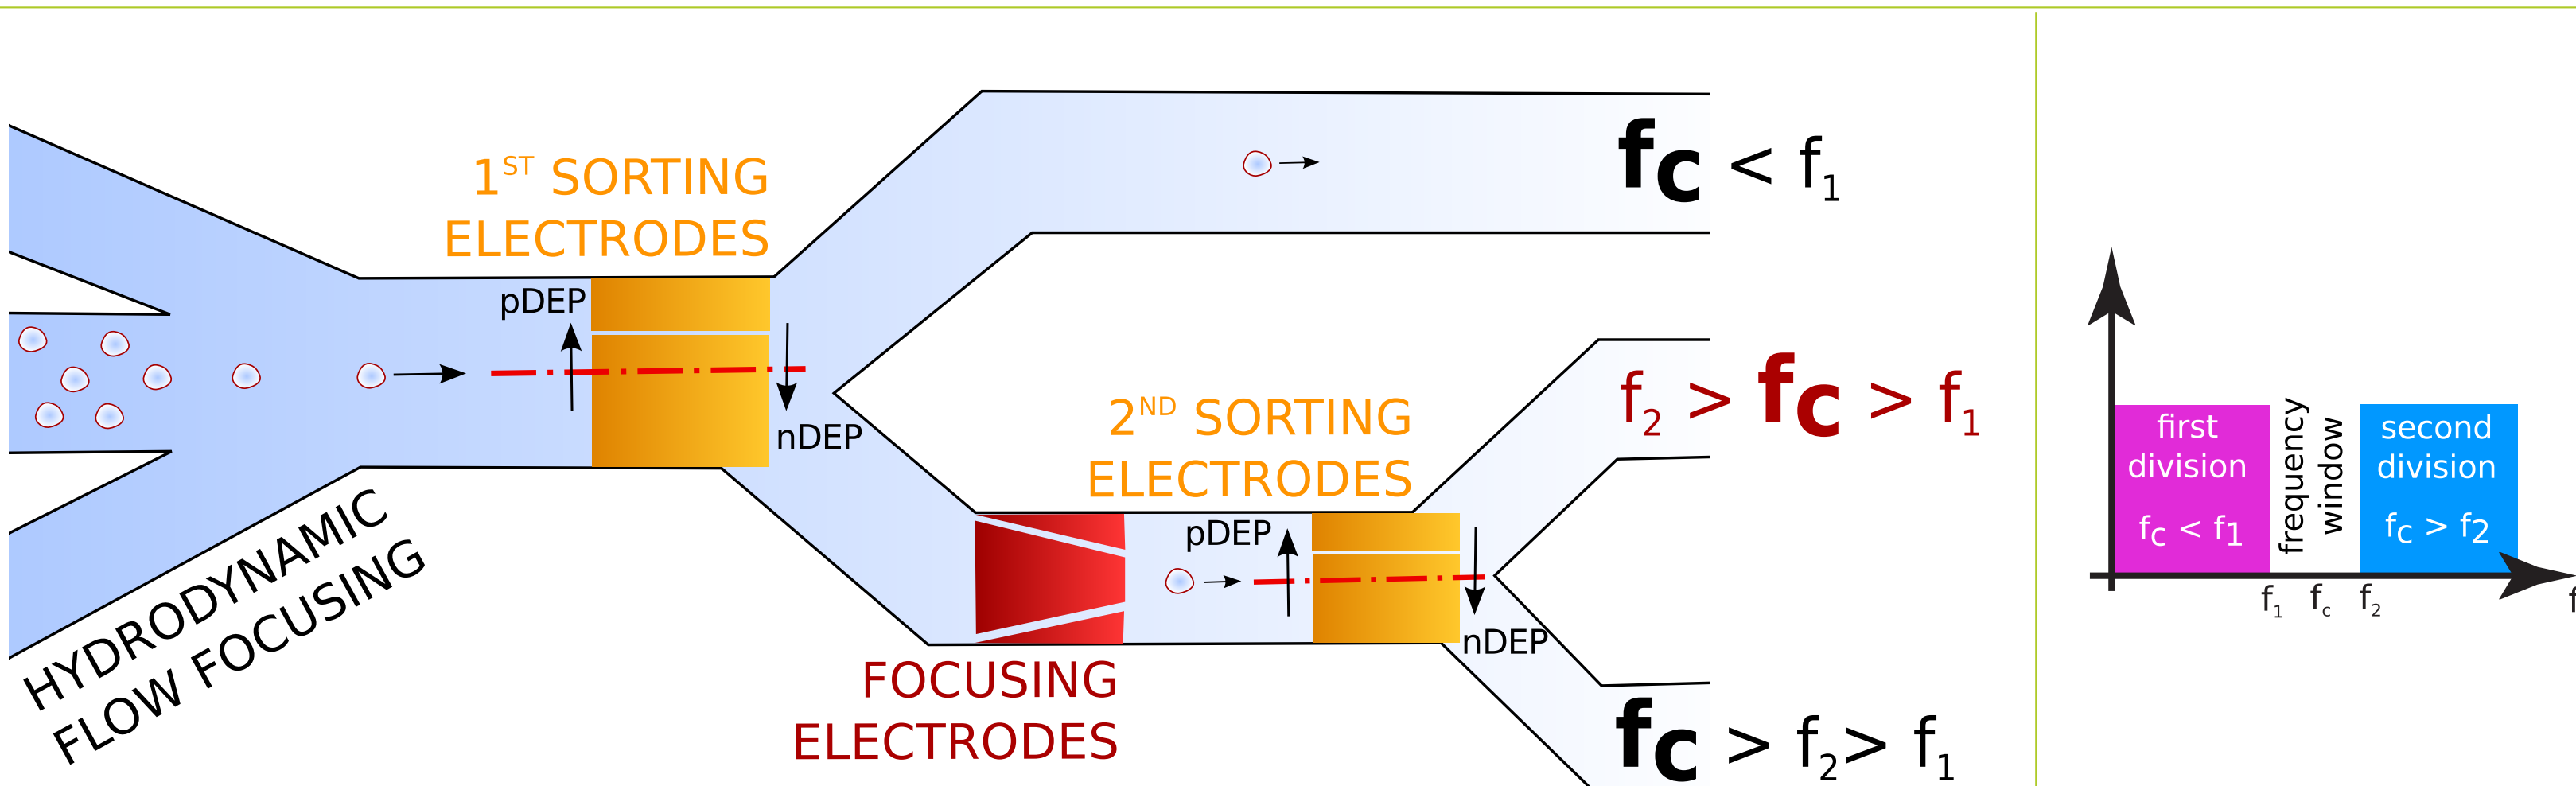 1ST SORTING
ELECTRODES
pDEP
nDEP
HYDRODYNAMIC
FLOW FOCUSING
fc < f1
2ND SORTING
ELECTRODES
pDEP
nDEP
FOCUSING
ELECTRODES
f2 > fc > f1
fc > f2> f1
first
division
fc < f1
frequency
window
second
division
fc > f2
f1
fc
f2
f